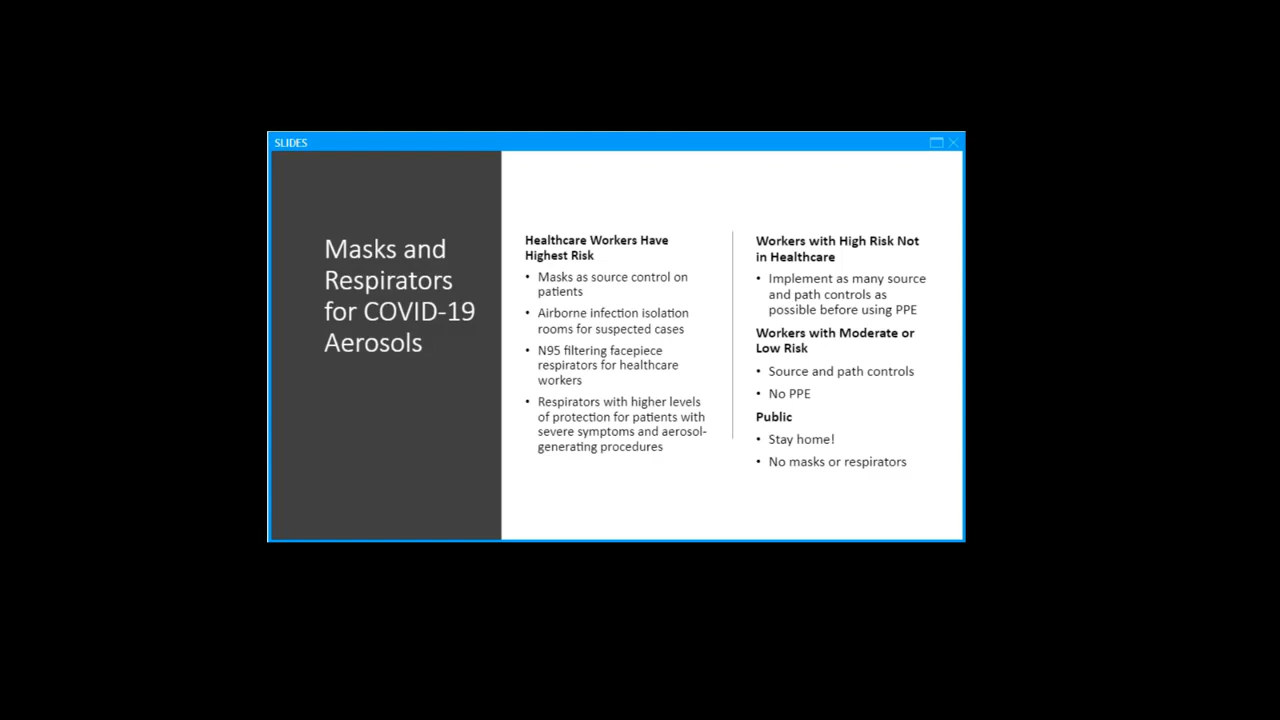 SLIDES
Masks and
Respirators
for COVID-19
Aerosols
Healthcare Workers Have
Highest Risk
• Masks as source control on
patients
• Airborne infection isolation
rooms for suspected cases
• N95 filtering facepiece
respirators for healthcare
workers
• Respirators with higher levels
of protection for patients with
severe symptoms and aerosol-
generating procedures
Workers with High Risk Not
in Healthcare
• Implement as many source
and path controls as
possible before using PPE
Workers with Moderate or
Low Risk
• Source and path controls
• No PPE
Public
• Stay home!
• No masks or respirators